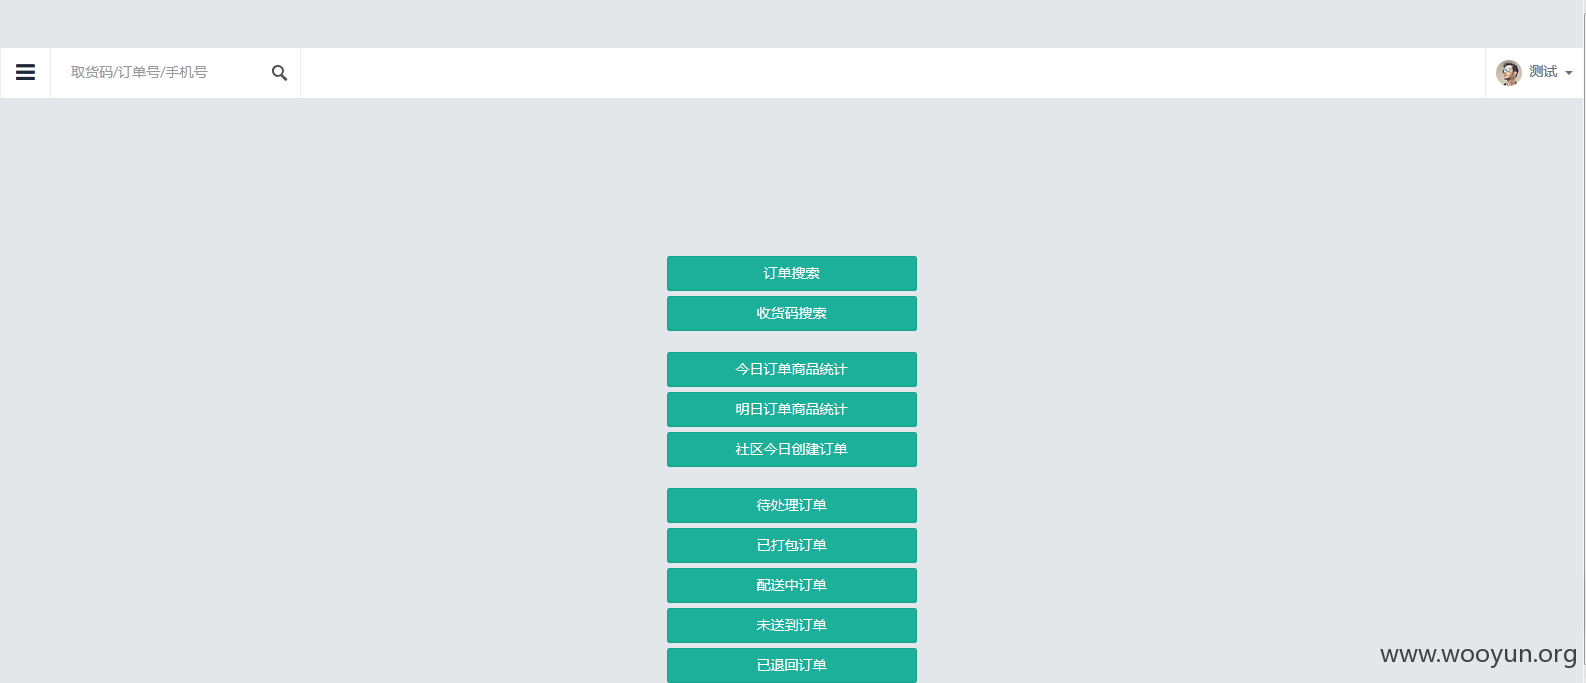 取货码/订单号/手机号
测试
订单搜索
收货码搜索
今日订单商品统计
明日订单商品统计
社区今日创建订单
待处理订单
已打包订单
配送中订单
未送到订单
已退回订单
www.wooyun.org